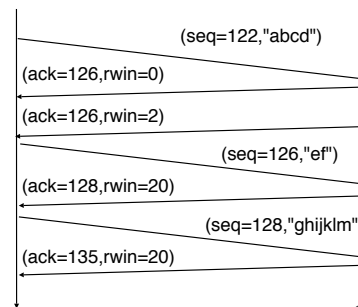 (seq=122,"abcd")
(ack=126,rwin=0)
(ack=126,rwin=2)
(seq=126,"ef")
(ack=128,rwin=20)
(seq=128,"ghijklm"
(ack=135,rwin=20)